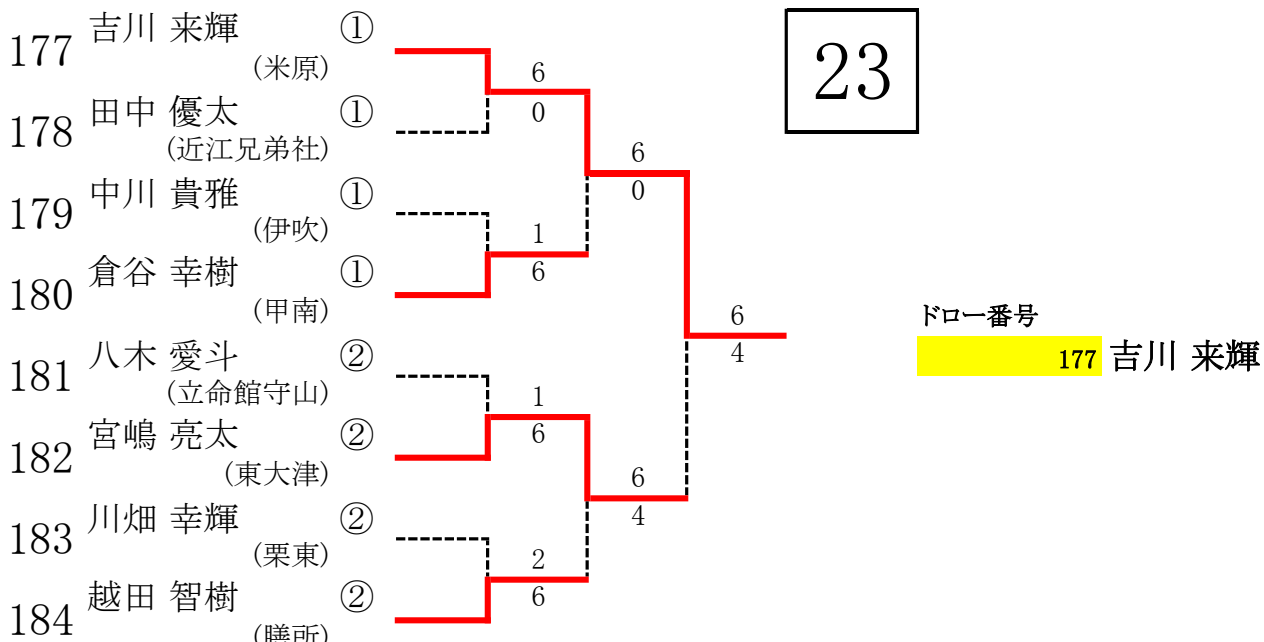 177 吉川 来輝 ①
(米原)
178 田中 優太 ①
(近江兄弟社)
179 中川 貴雅 ①
(伊吹)
180 倉谷 幸樹 ①
(甲南)
181 八木 愛斗 ②
(立命館守山)
182 宮嶋 亮太 ②
(東大津)
183 川畑 幸輝 ②
(栗東)
184 越田 智樹 ②
(膳所)
6
0
1
6
1
6
2
6
6
0
6
4
6
4
23
ドロー番号
177 吉川 来輝